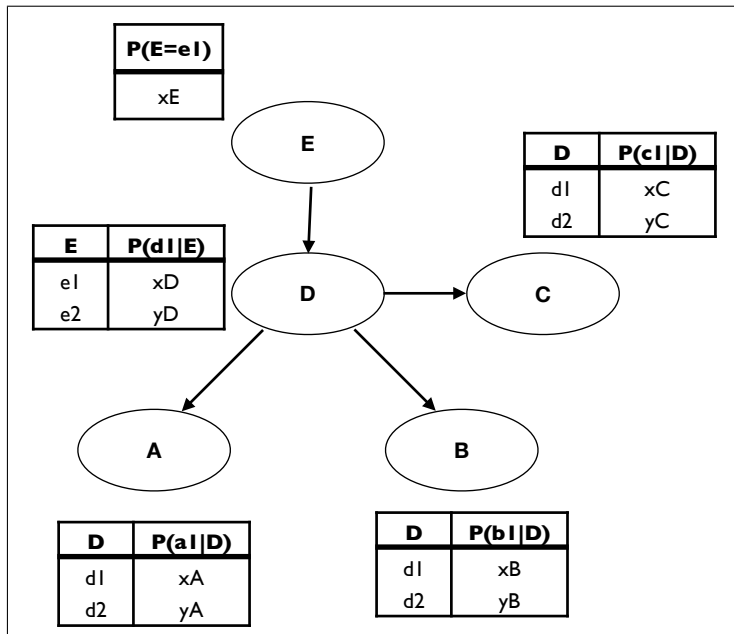 P(E=e1)
xE
E
D P(c1|D)
d1 xC
d2 yC
E P(d1|E)
e1 xD
e2 yD
D
C
A
B
D P(a1|D)
d1 xA
d2 yA
D P(b1|D)
d1 xB
d2 yB